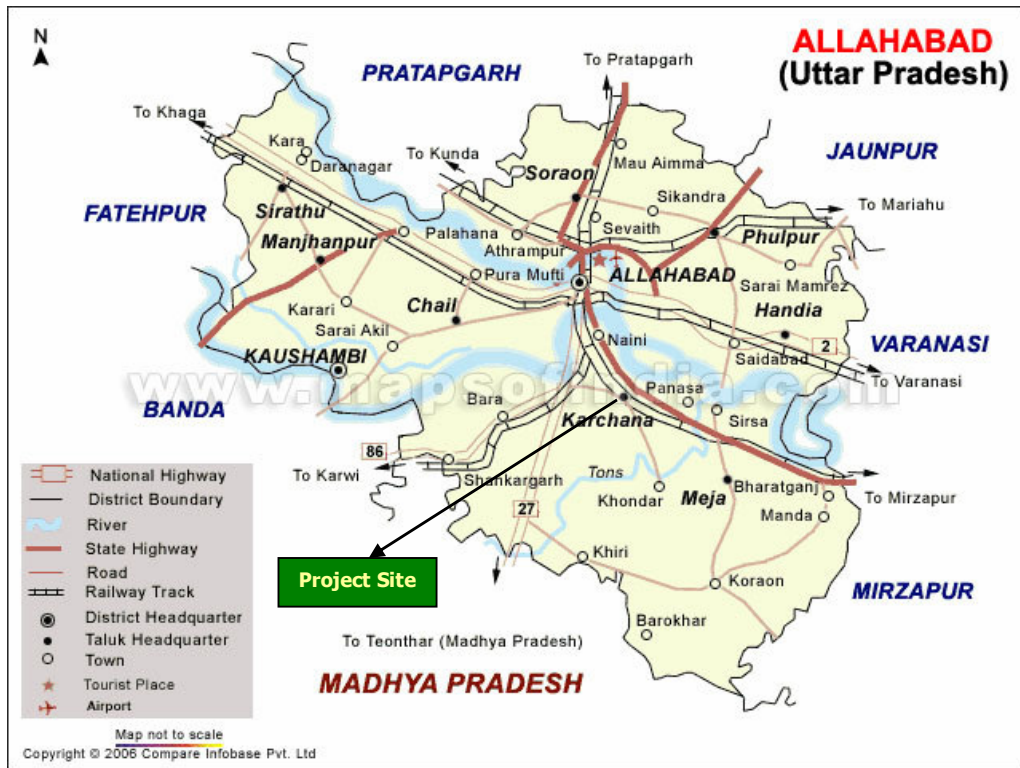 N
ALLAHABAD
(Uttar Pradesh)
PRATAPGARH
To Pratapgarh
To Khaga
Kara
Daranagar
To Kunda
Mau Aimma
JAUNPUR
Soraon
Sikandra
FATEHPUR
Sirathu
To Mariahu
Manjhanpur
Palahana
Sevaith
Athrampur
Phulpur
Pura Mufti
ALLAHABAD
Sarai Mamrez
Karari
Chail
Handia
Sarai Akil
Naini
2
VARANASI
KAUSHAMBI
Saidabad
www.mapsofindia.com
To Varanasi
Panasa
BANDA
Bara
Karchana
Sirsa
86
To Karwi
Shankargarh
Tons
Khondar
Meja
Bharatganj
To Mirzapur
27
Manda
Khiri
Koraon
MIRZAPUR
Project Site
Barokhar
To Teonthar (Madhya Pradesh)
MADHYA PRADESH
National Highway
District Boundary
River
State Highway
Road
Railway Track
District Headquarter
Taluk Headquarter
Town
Tourist Place
Airport
Map not to scale
Copyright © 2006 Compare Infobase Pvt. Ltd